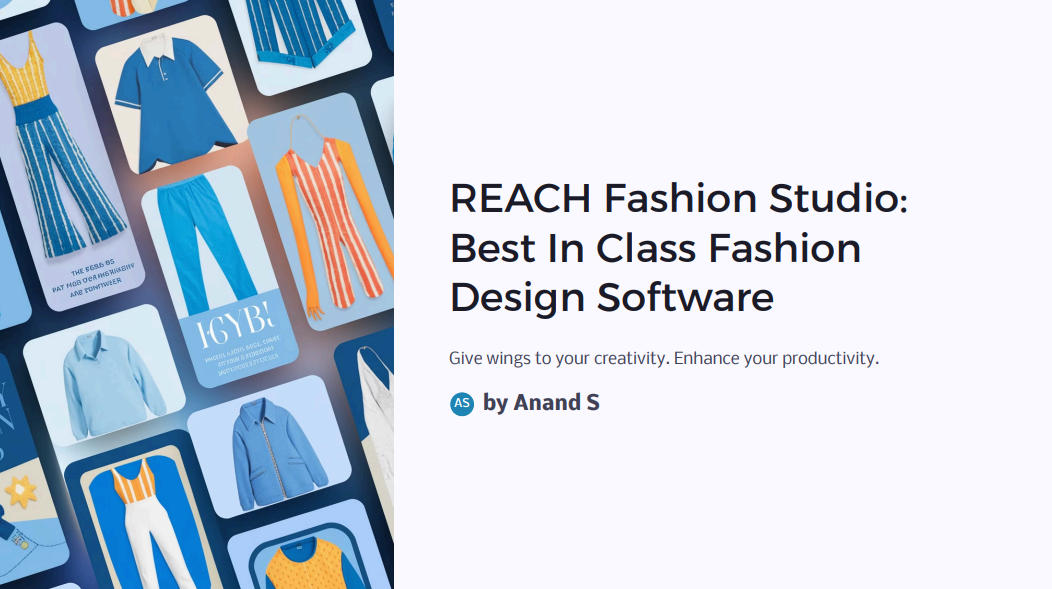 REACH Fashion Studio:
Best In Class Fashion
Design Software
Give wings to your creativity. Enhance your productivity.
AS by Anand S